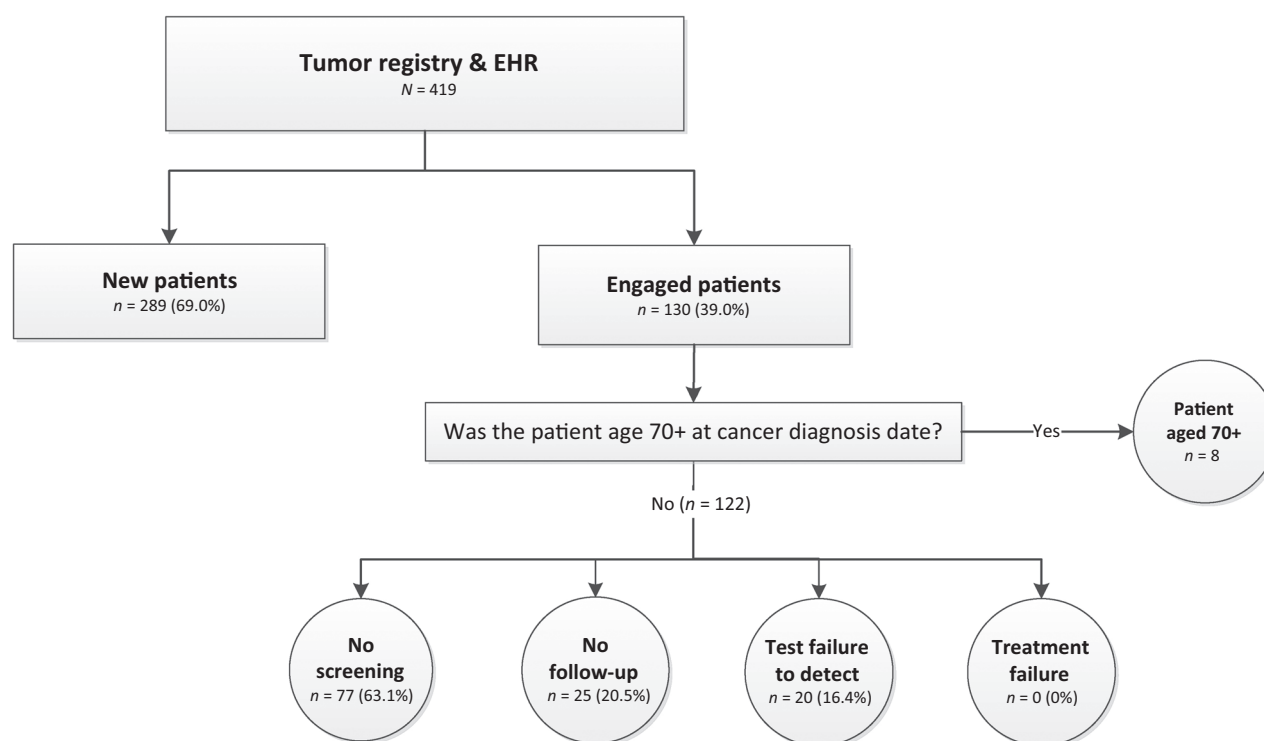 Tumor registry & EHR
N = 419
New patients
n = 289 (69.0%)
Engaged patients
n = 130 (39.0%)
Was the patient age 70+ at cancer diagnosis date?
Yes
Patient
aged 70+
n = 8
No (n = 122)
No
screening
n = 77 (63.1%)
No
follow-up
n = 25 (20.5%)
Test failure
to detect
n = 20 (16.4%)
Treatment
failure
n = 0 (0%)